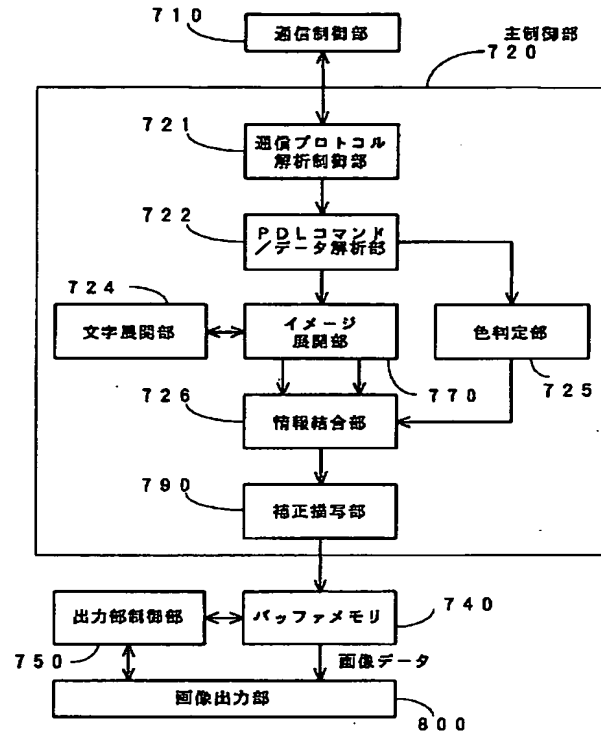 ７１０
通信制御部
主制御部
７２０
７２１
通信プロトコル
解析制御部
７２２
ＰＤＬコマンド
／データ解析部
７２４
文字展開部
イメージ
展開部
色判定部
７２６
７７０
７２５
情報結合部
７９０
補正描写部
出力部制御部
バッファメモリ
７４０
７５０
画像データ
画像出力部
８００